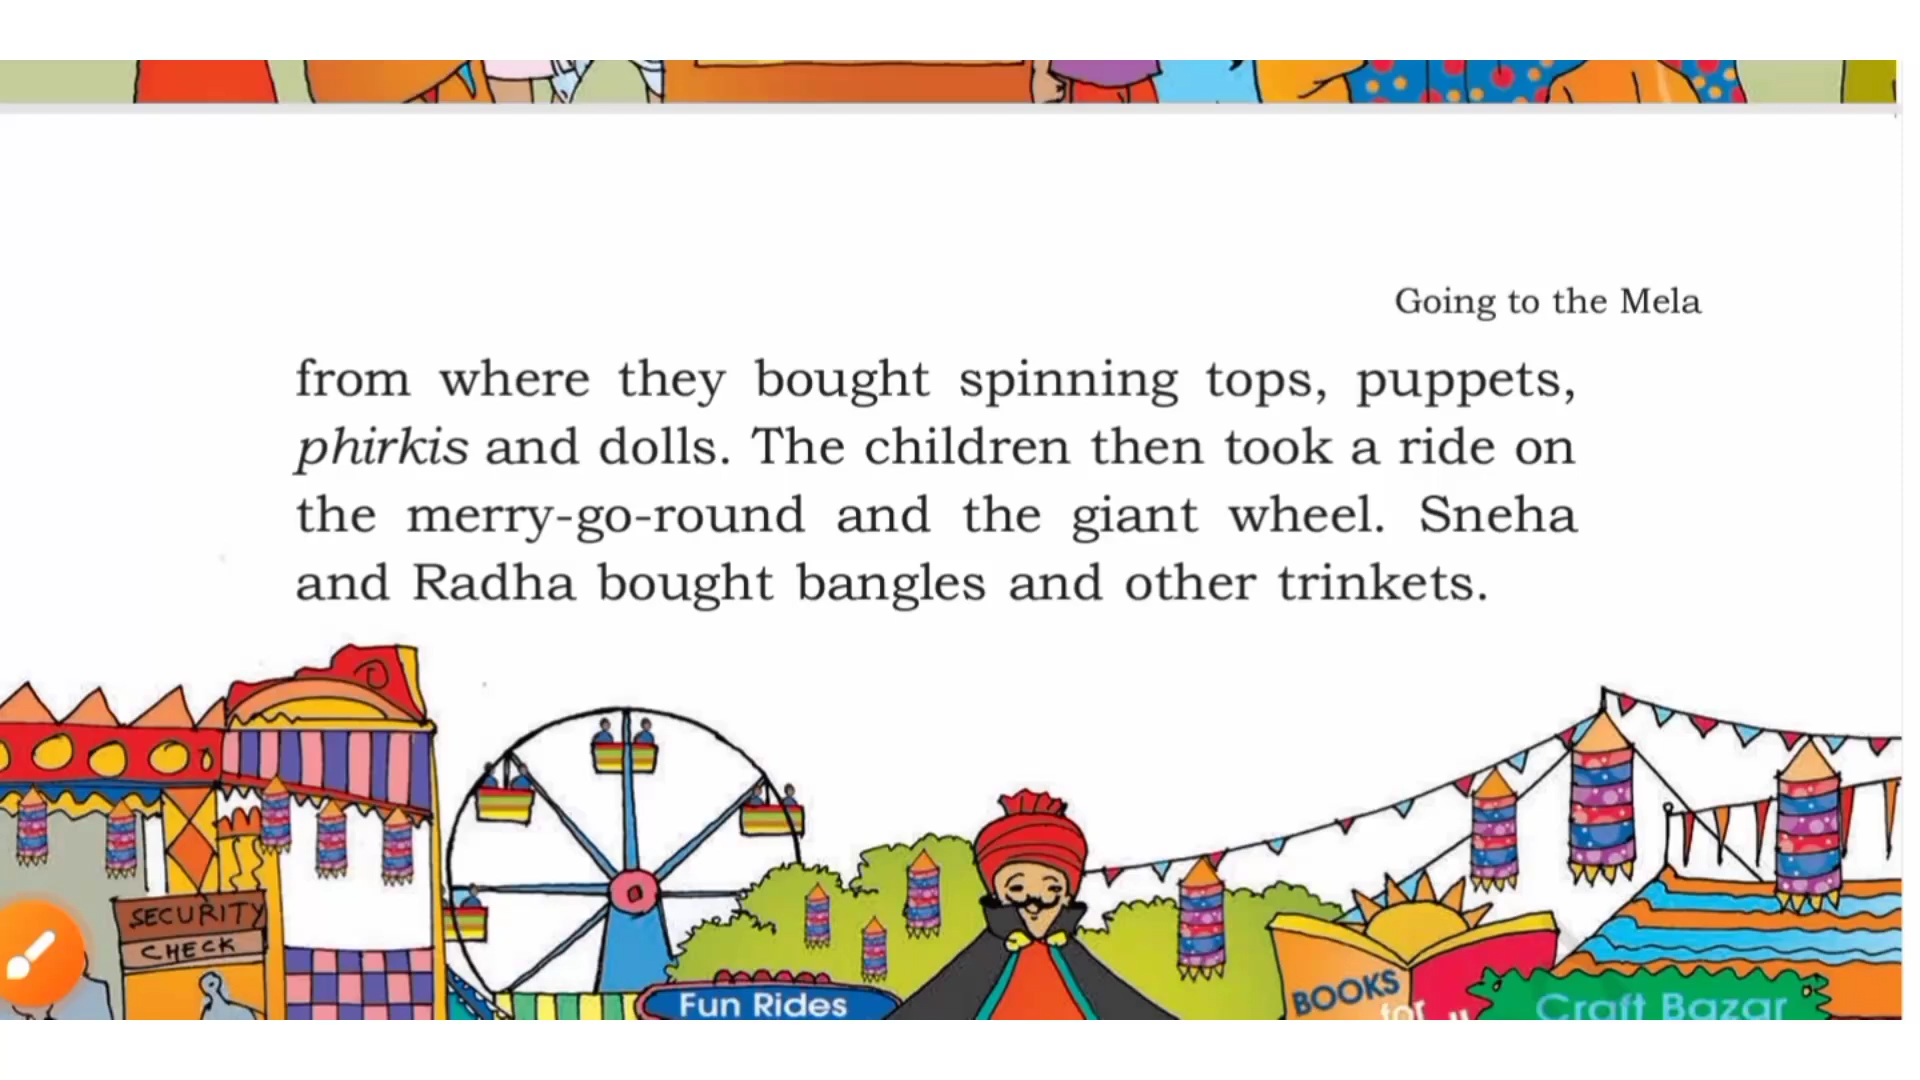 Going to the Mela
from where they bought spinning tops, puppets,
phirkis and dolls. The children then took a ride on
the merry-go-round and the giant wheel. Sneha
and Radha bought bangles and other trinkets.
SECURITY
CHECK
Fun Rides
BOOKS
for
Craft Bazar